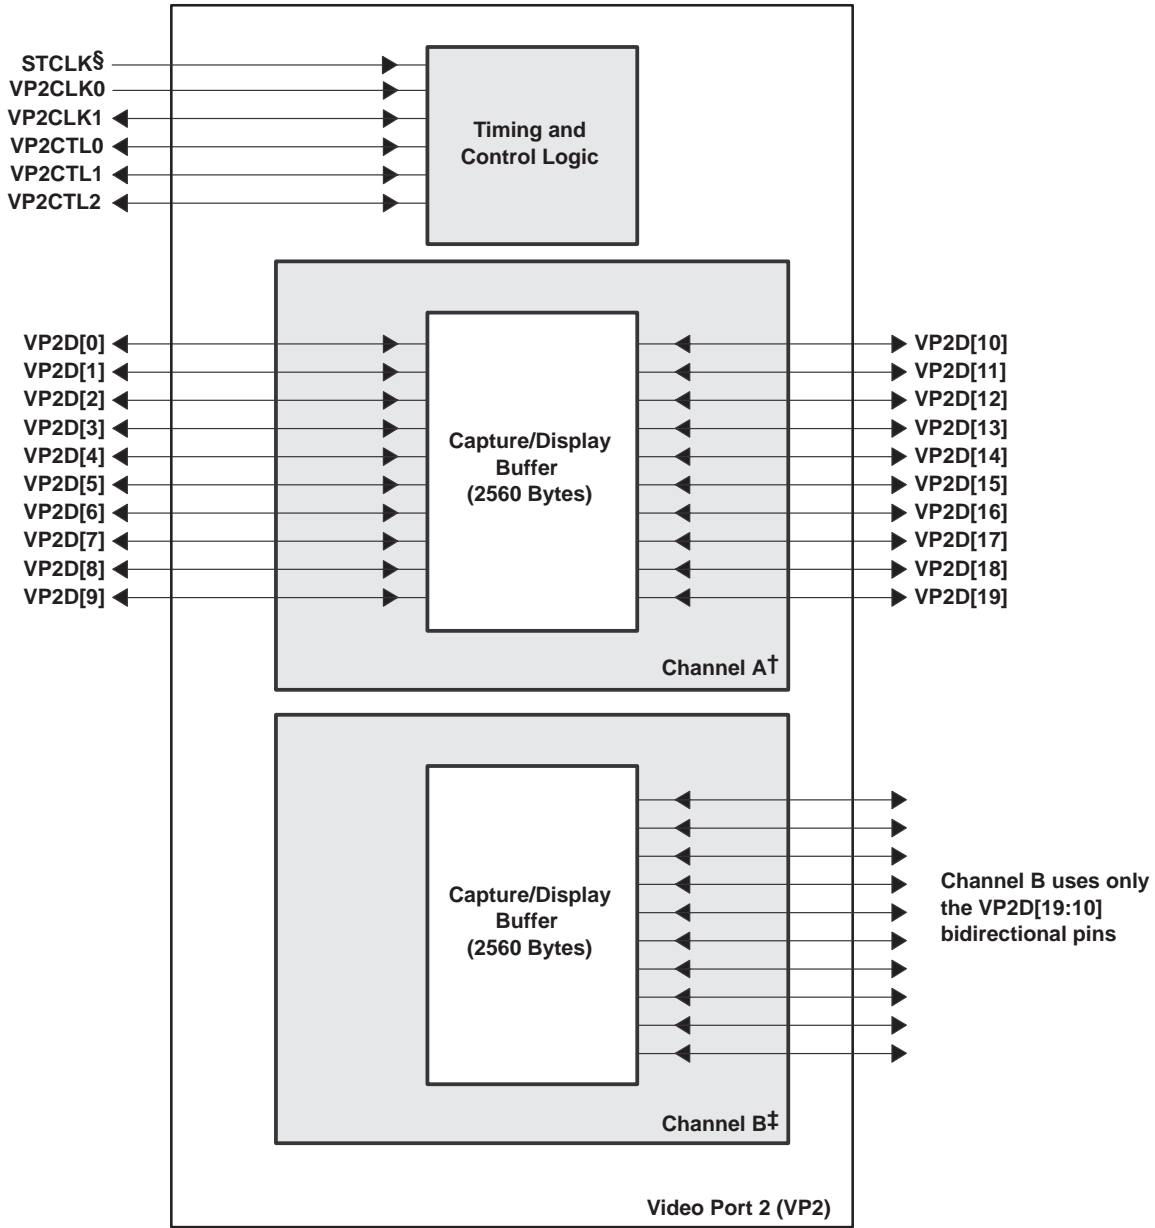 STCLK§
VP2CLK0
VP2CLK1
VP2CTL0
VP2CTL1
VP2CTL2
Timing and
Control Logic
VP2D[0]
VP2D[1]
VP2D[2]
VP2D[3]
VP2D[4]
VP2D[5]
VP2D[6]
VP2D[7]
VP2D[8]
VP2D[9]
Capture/Display
Buffer
(2560 Bytes)
VP2D[10]
VP2D[11]
VP2D[12]
VP2D[13]
VP2D[14]
VP2D[15]
VP2D[16]
VP2D[17]
VP2D[18]
VP2D[19]
Channel A†
Capture/Display
Buffer
(2560 Bytes)
Channel B uses only
the VP2D[19:10]
bidirectional pins
Channel B‡
Video Port 2 (VP2)